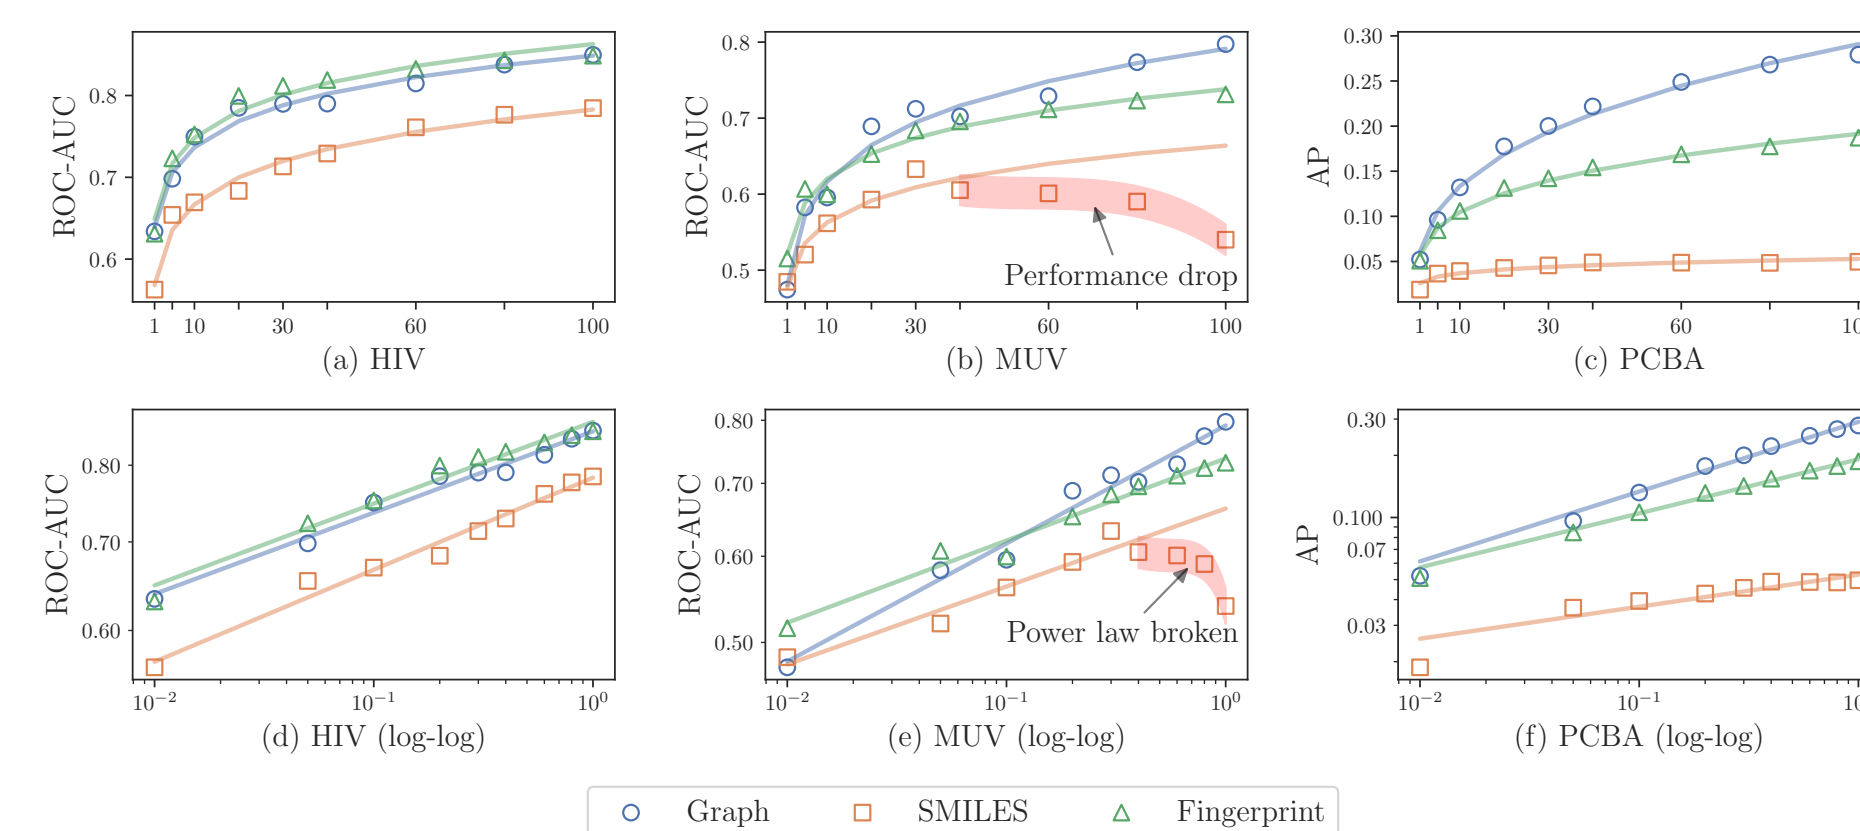 ROC-AUC
0.8
0.7
0.6
1 10 30 60 100
(a) HIV
ROC-AUC
0.8
0.7
0.6
0.5
Performance drop
1 10 30 60 100
(b) MUV
AP
0.30
0.25
0.20
0.15
0.10
0.05
1 10 30 60 10
(c) PCBA
ROC-AUC
0.80
0.70
0.60
10⁻² 10⁻¹ 10⁰
(d) HIV (log-log)
ROC-AUC
0.80
0.70
0.60
0.50
Power law broken
10⁻² 10⁻¹ 10⁰
(e) MUV (log-log)
AP
0.30
0.100
0.07
0.03
10⁻² 10⁻¹ 10
(f) PCBA (log-log)
Graph SMILES Fingerprint